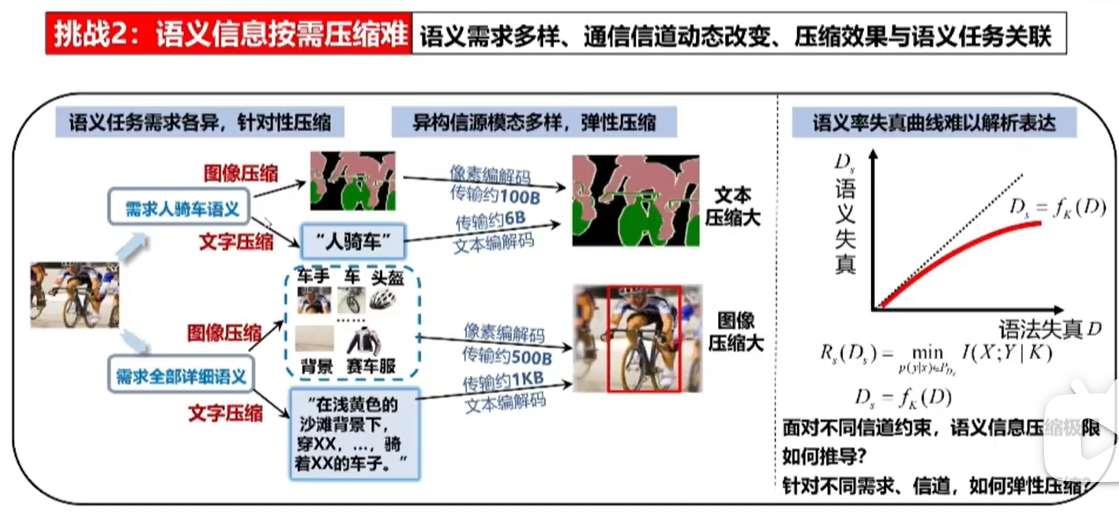 挑战2：语义信息按需压缩难
语义需求多样、通信信道动态改变、压缩效果与语义任务关联
语义任务需求各异，针对性压缩
异构信源模态多样，弹性压缩
图像压缩
需求人骑车语义
文字压缩
“人骑车”
像素编解码
传输约100B
传输约6B
文本编解码
文本
压缩大
车手 车 头盔
......
背景 赛车服
图像压缩
需求全部详细语义
文字压缩
“在浅黄色的
沙滩背景下，
穿XX，...，骑
着XX的车子。”
像素编解码
传输约500B
传输约1KB
文本编解码
图像
压缩大
语义率失真曲线难以解析表达
Dₛ
语义失真
Dₛ = f_K(D)
语法失真D
Rₛ(Dₛ) = min I(X;Y|K)
Dₛ = f_K(D)
面对不同信道约束，语义信息压缩极限
如何推导？
针对不同需求、信道，如何弹性压缩？